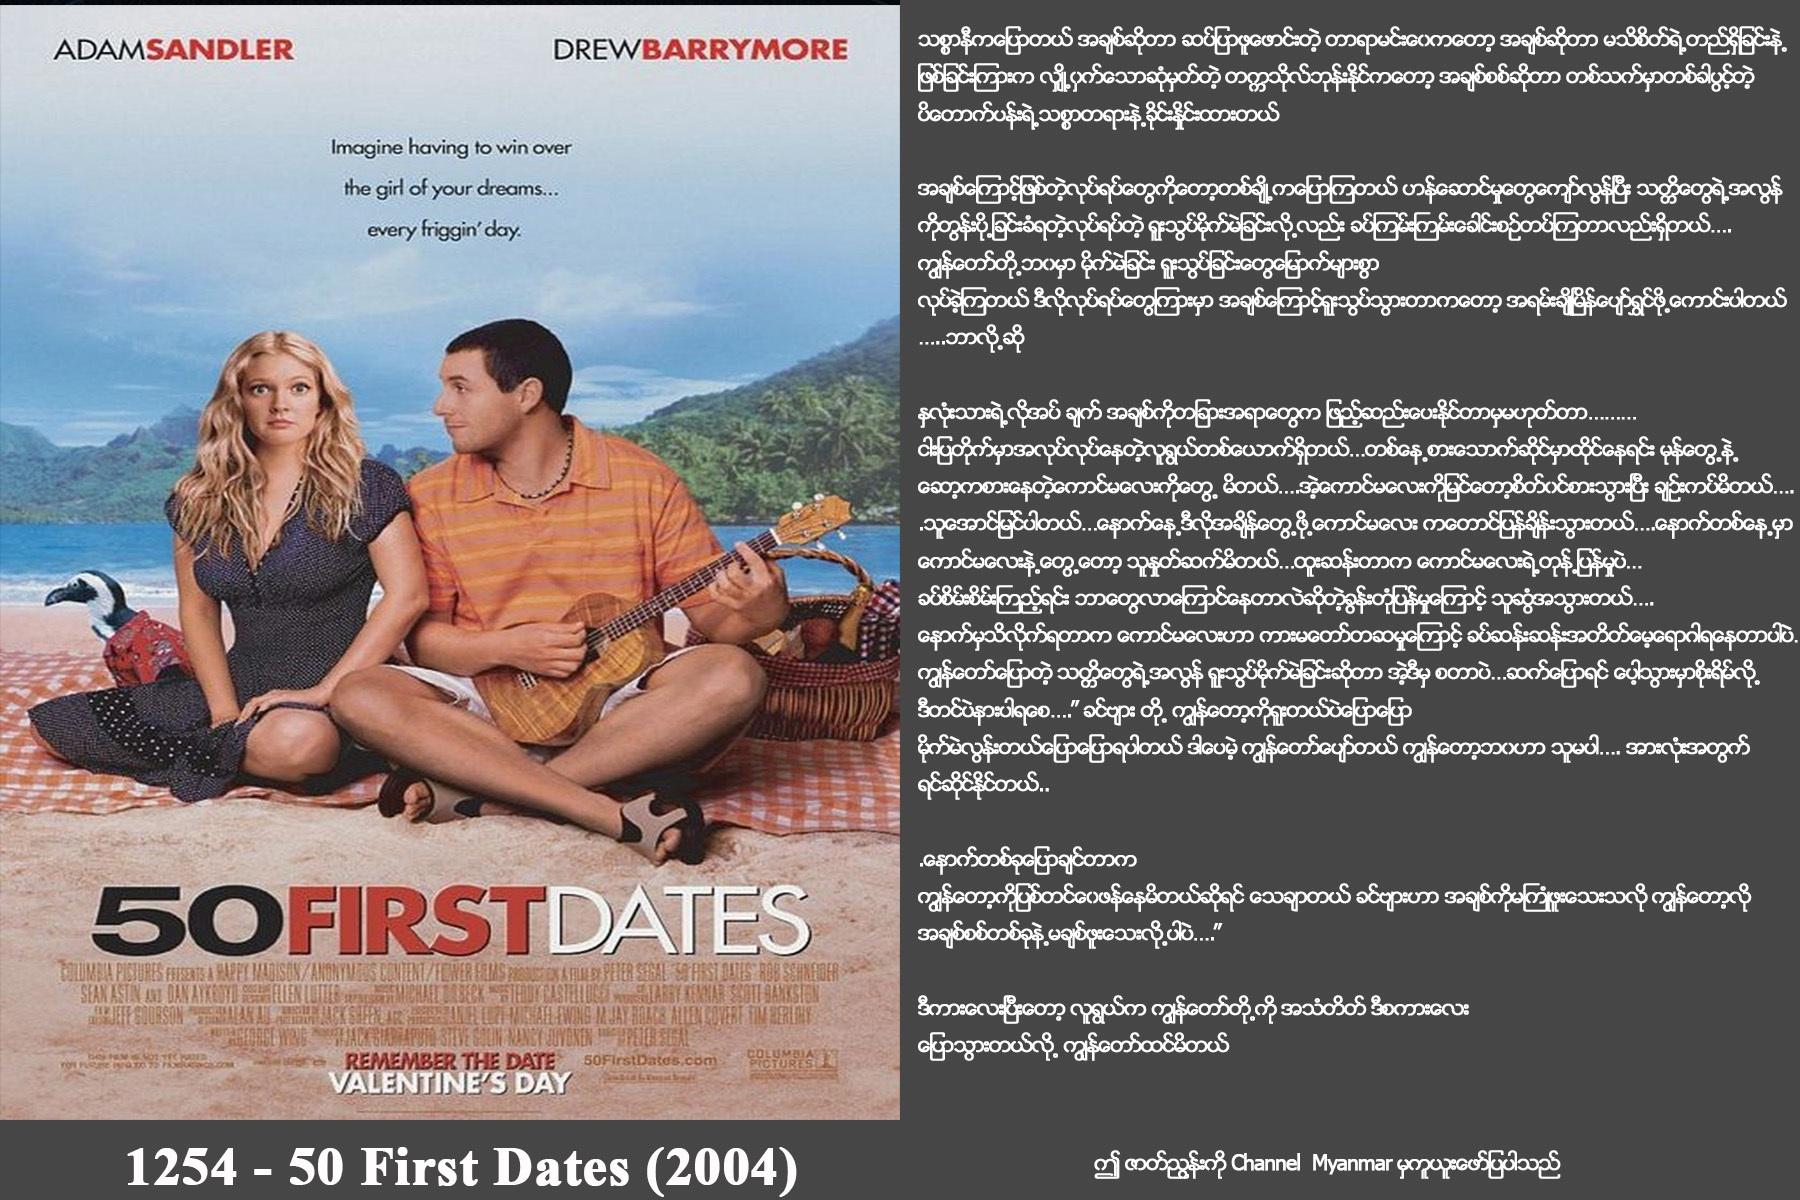 ADAMSANDLER DREWBARRYMORE
Imagine having to win over
the girl of your dreams...
every friggin' day.
50FIRSTDATES
COLUMBIA PICTURES PRESENTS A HAPPY MADISON/ANONYMOUS CONTENT/FLOWER FILMS PRODUCTION A FILM BY PETER SEGAL "50 FIRST DATES" ROB SCHNEIDER
SEAN ASTIN AND DAN AYKROYD
REMEMBER THE DATE
VALENTINE'S DAY
50FirstDates.com
COLUMBIA
PICTURES
1254 - 50 First Dates (2004)
သစ္စာနီကပြောတယ် အချစ်ဆိုတာ ဆပ်ပြာဖူဖောင်းတဲ့ တာရာမင်းဝေကတော့ အချစ်ဆိုတာ မသိစိတ်ရဲ့တည်ရှိခြင်းနဲ့
ဖြစ်ခြင်းကြားက လျှို့ဝှက်သောဆုံမှတ်တဲ့ တက္ကသိုလ်ဘုန်းနိုင်ကတော့ အချစ်စစ်ဆိုတာ တစ်သက်မှာတစ်ခါပွင့်တဲ့
ပိတောက်ပန်းရဲ့သစ္စာတရားနဲ့ခိုင်းနှိုင်းထားတယ်
အချစ်ကြောင့်ဖြစ်တဲ့လုပ်ရပ်တွေကိုတော့တစ်ချို့ကပြောကြတယ် ဟန်ဆောင်မှုတွေကျော်လွန်ပြီး သတ္တိတွေရဲ့အလွန်
ကိုတွန်းပို့ခြင်းခံရတဲ့လုပ်ရပ်တဲ့ ရူးသွပ်မိုက်မဲခြင်းလို့လည်း ခပ်ကြမ်းကြမ်းခေါင်းစဉ်တပ်ကြတာလည်းရှိတယ်....
ကျွန်တော်တို့ဘဝမှာ မိုက်မဲခြင်း ရူးသွပ်ခြင်းတွေမြောက်များစွာ
လုပ်ခဲ့ကြတယ် ဒီလိုလုပ်ရပ်တွေကြားမှာ အချစ်ကြောင့်ရူးသွပ်သွားတာကတော့ အရမ်းချိုမြိန်ပျော်ရွှင်ဖို့ကောင်းပါတယ်
.....ဘာလို့ဆို
နှလုံးသားရဲ့လိုအပ် ချက် အချစ်ကိုတခြားအရာတွေက ဖြည့်ဆည်းပေးနိုင်တာမှမဟုတ်တာ.........
ငါးပြတိုက်မှာအလုပ်လုပ်နေတဲ့လူရွယ်တစ်ယောက်ရှိတယ်...တစ်နေ့စားသောက်ဆိုင်မှာထိုင်နေရင်း မုန့်တွေနဲ့
ဆော့ကစားနေတဲ့ကောင်မလေးကိုတွေ့ မိတယ်....အဲ့ကောင်မလေးကိုမြင်တော့စိတ်ဝင်စားသွားပြီး ချဉ်းကပ်မိတယ်....
.သူအောင်မြင်ပါတယ်...နောက်နေ့ဒီလိုအချိန်တွေ့ဖို့ကောင်မလေး ကတောင်ပြန်ချိန်းသွားတယ်....နောက်တစ်နေ့မှာ
ကောင်မလေးနဲ့တွေ့တော့ သူနှုတ်ဆက်မိတယ်...ထူးဆန်းတာက ကောင်မလေးရဲ့တုန့်ပြန်မှုပဲ...
ခပ်စိမ်းစိမ်းကြည့်ရင်း ဘာတွေလာကြောင်နေတာလဲဆိုတဲ့ခွန်းတုံ့ပြန်မှုကြောင့် သူဆွံအသွားတယ်....
နောက်မှသိလိုက်ရတာက ကောင်မလေးဟာ ကားမတော်တဆမှုကြောင့် ခပ်ဆန်းဆန်းအတိတ်မေ့ရောဂါရနေတာပါပဲ.
ကျွန်တော်ပြောတဲ့ သတ္တိတွေရဲ့အလွန် ရူးသွပ်မိုက်မဲခြင်းဆိုတာ အဲ့ဒီမှ စတာပဲ...ဆက်ပြောရင် ပေါ့သွားမှာစိုးရိမ်လို့
ဒီတင်ပဲနားပါရစေ...." ခင်ဗျား တို့ ကျွန်တော့ကိုရူးတယ်ပဲပြောပြော
မိုက်မဲလွန်းတယ်ပြောပြောရပါတယ် ဒါပေမဲ့ ကျွန်တော်ပျော်တယ် ကျွန်တော့ဘဝဟာ သူမပါ.... အားလုံးအတွက်
ရင်ဆိုင်နိုင်တယ်..
.နောက်တစ်ခုပြောချင်တာက
ကျွန်တော့ကိုပြစ်တင်ဝေဖန်နေမိတယ်ဆိုရင် သေချာတယ် ခင်ဗျားဟာ အချစ်ကိုမကြုံဖူးသေးသလို ကျွန်တော့လို
အချစ်စစ်တစ်ခုနဲ့မချစ်ဖူးသေးလို့ပါပဲ...."
ဒီကားလေးပြီးတော့ လူရွယ်က ကျွန်တော်တို့ကို အသံတိတ် ဒီစကားလေး
ပြောသွားတယ်လို့ ကျွန်တော်ထင်မိတယ်
ဤ ဇာတ်ညွှန်းကို Channel Myanmar မှကူယူးဖော်ပြပါသည်